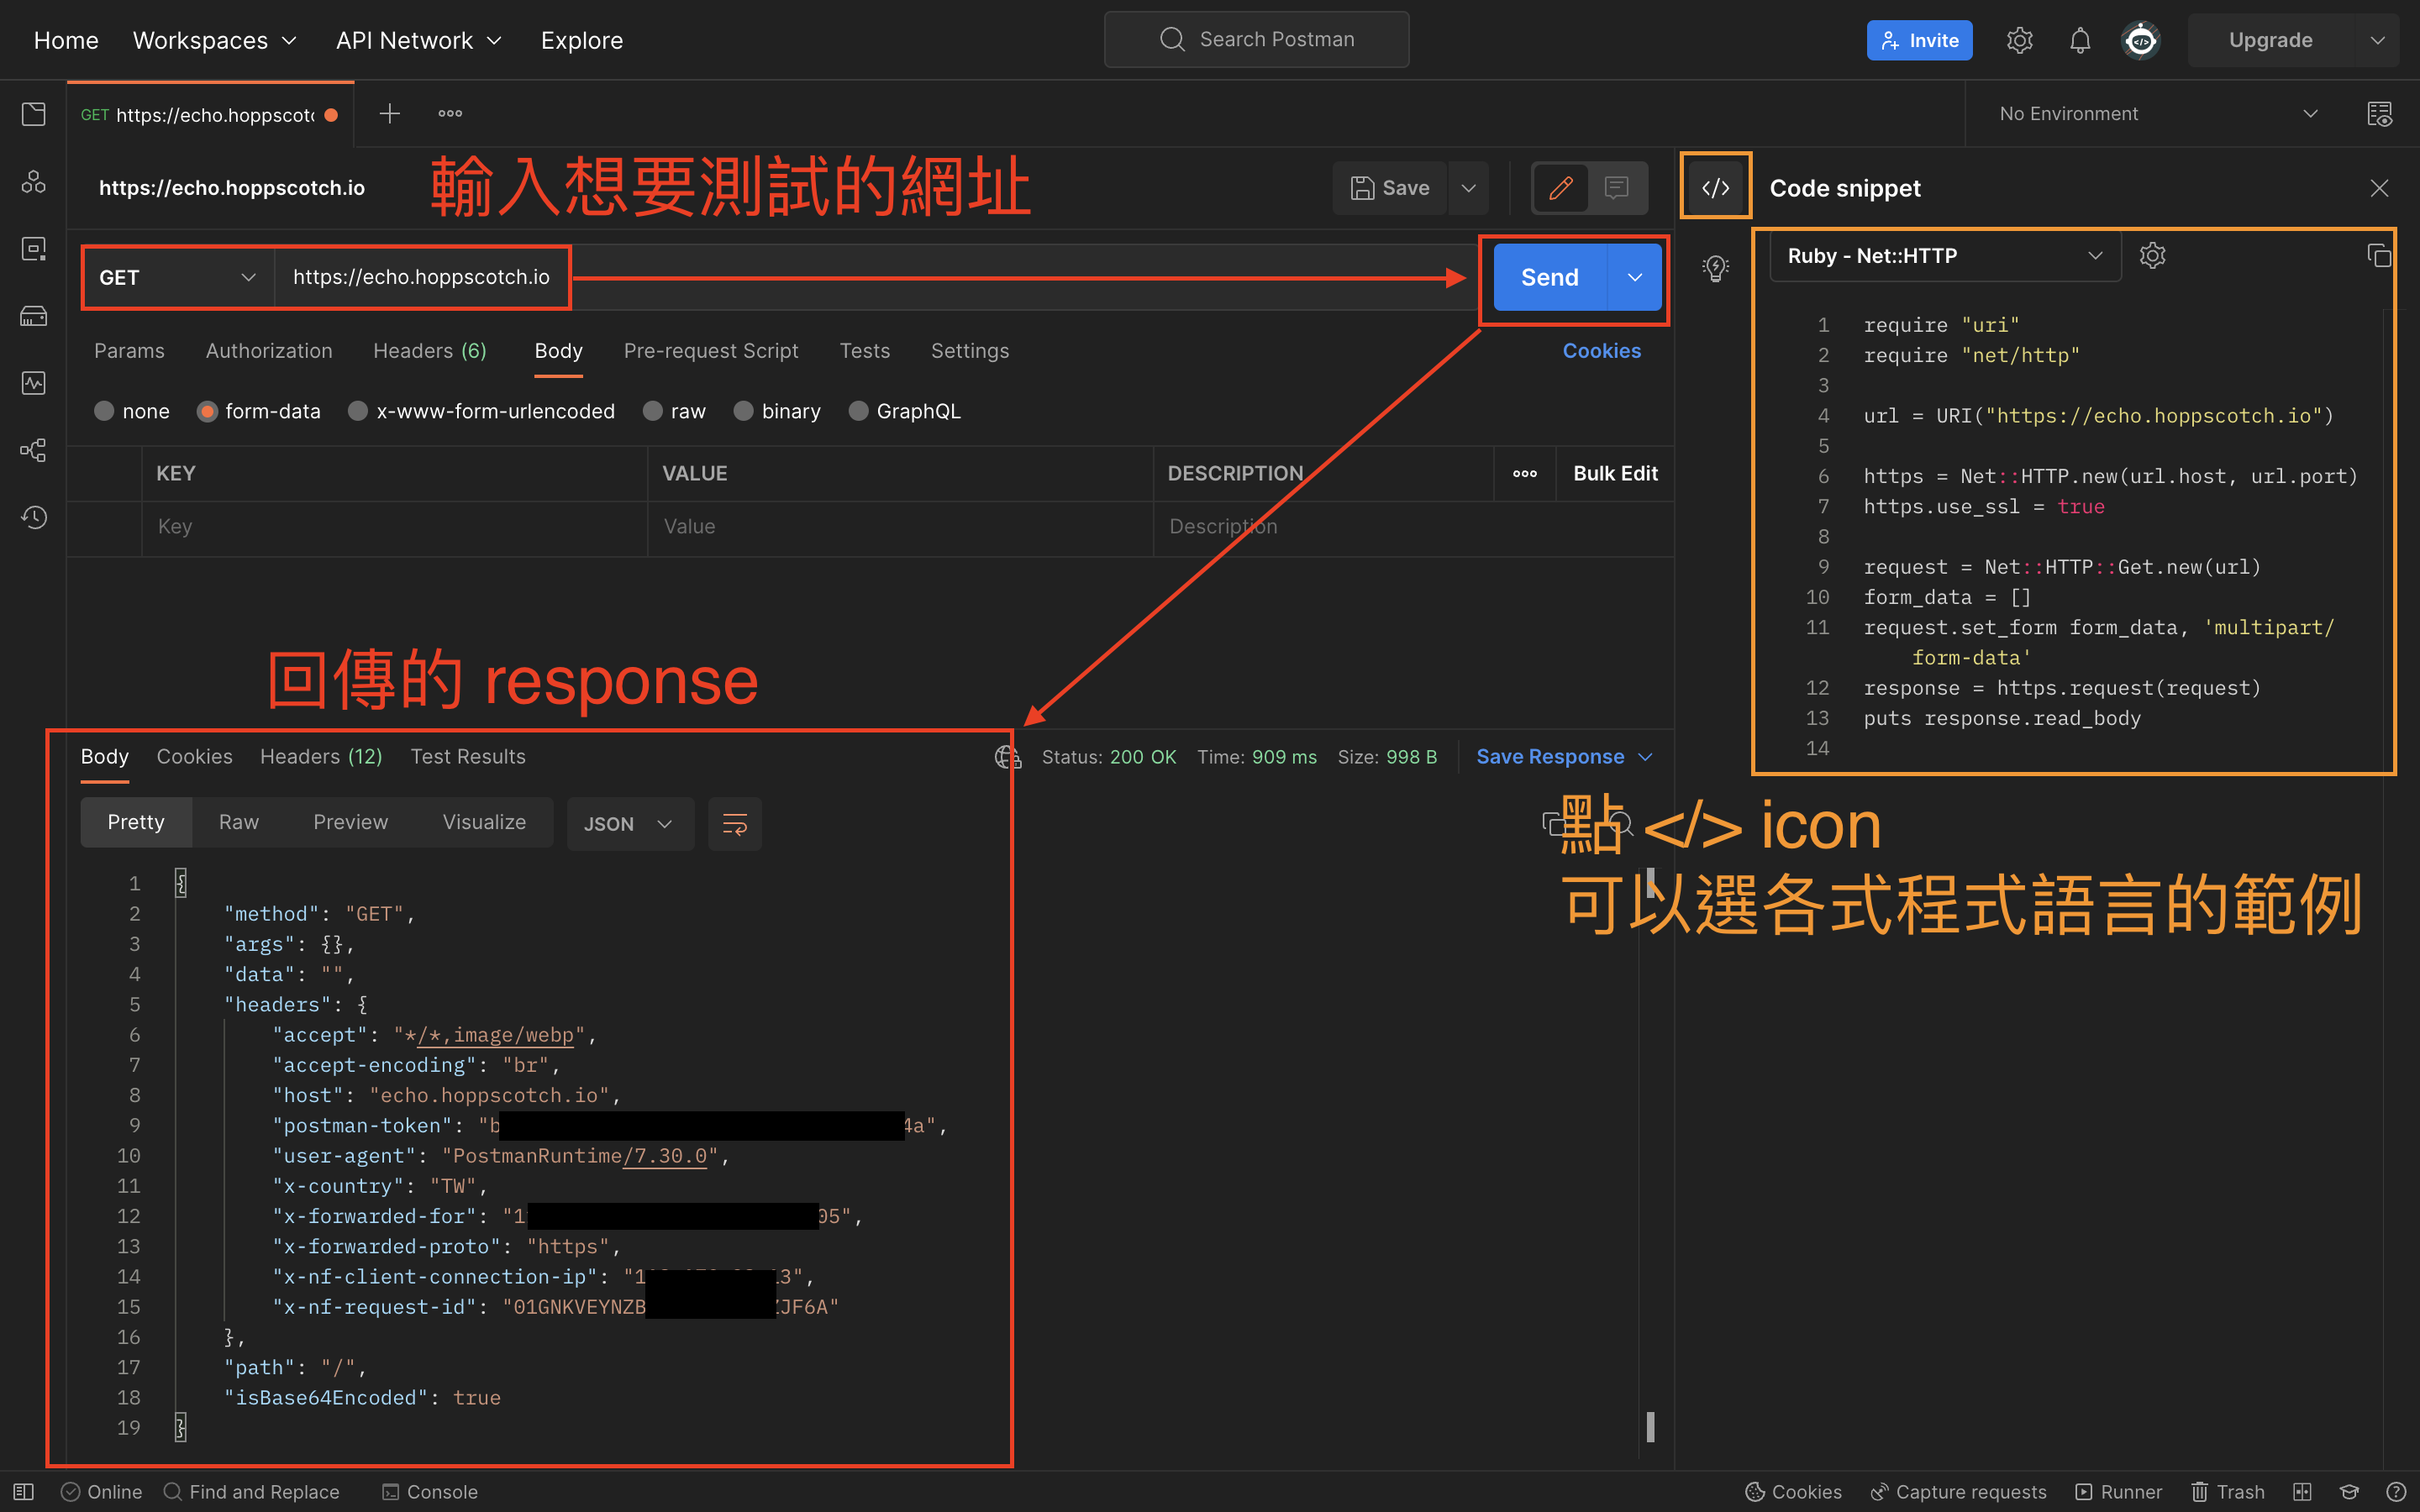 Home Workspaces API Network Explore Search Postman Invite Upgrade
GET https://echo.hoppscot No Environment
https://echo.hoppscotch.io 輸入想要測試的網址 Save </> Code snippet
GET https://echo.hoppscotch.io Send Ruby - Net::HTTP
Params Authorization Headers (6) Body Pre-request Script Tests Settings Cookies
none form-data x-www-form-urlencoded raw binary GraphQL
KEY VALUE DESCRIPTION Bulk Edit
Key Value Description
1 require "uri"
2 require "net/http"
3
4 url = URI("https://echo.hoppscotch.io")
5
6 https = Net::HTTP.new(url.host, url.port)
7 https.use_ssl = true
8
9 request = Net::HTTP::Get.new(url)
10 form_data = []
11 request.set_form form_data, 'multipart/
form-data'
12 response = https.request(request)
13 puts response.read_body
14
回傳的 response
Body Cookies Headers (12) Test Results Status: 200 OK Time: 909 ms Size: 998 B Save Response
Pretty Raw Preview Visualize JSON
點 </> icon
可以選各式程式語言的範例
1 {
2 "method": "GET",
3 "args": {},
4 "data": "",
5 "headers": {
6 "accept": "*/*,image/webp",
7 "accept-encoding": "br",
8 "host": "echo.hoppscotch.io",
9 "postman-token": "b 4a",
10 "user-agent": "PostmanRuntime/7.30.0",
11 "x-country": "TW",
12 "x-forwarded-for": "1 05",
13 "x-forwarded-proto": "https",
14 "x-nf-client-connection-ip": "1 3",
15 "x-nf-request-id": "01GNKVEYNZB JF6A"
16 },
17 "path": "/",
18 "isBase64Encoded": true
19 }
Online Find and Replace Console Cookies Capture requests Runner Trash